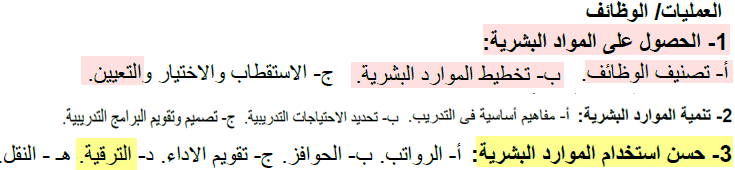 العمليات/ الوظائف
1- الحصول على المواد البشرية:
أ- تصنيف الوظائف. ب- تخطيط الموارد البشرية. ج- الاستقطاب والاختيار والتعيين.
2- تنمية الموارد البشرية: أ- مفاهيم أساسية فى التدريب. ب- تحديد الاحتياجات التدريبية. ج- تصميم وتقويم البرامج التدريبية.
3- حسن استخدام الموارد البشرية: أ- الرواتب. ب- الحوافز. ج- تقويم الاداء. د- الترقية. هـ - النقل.